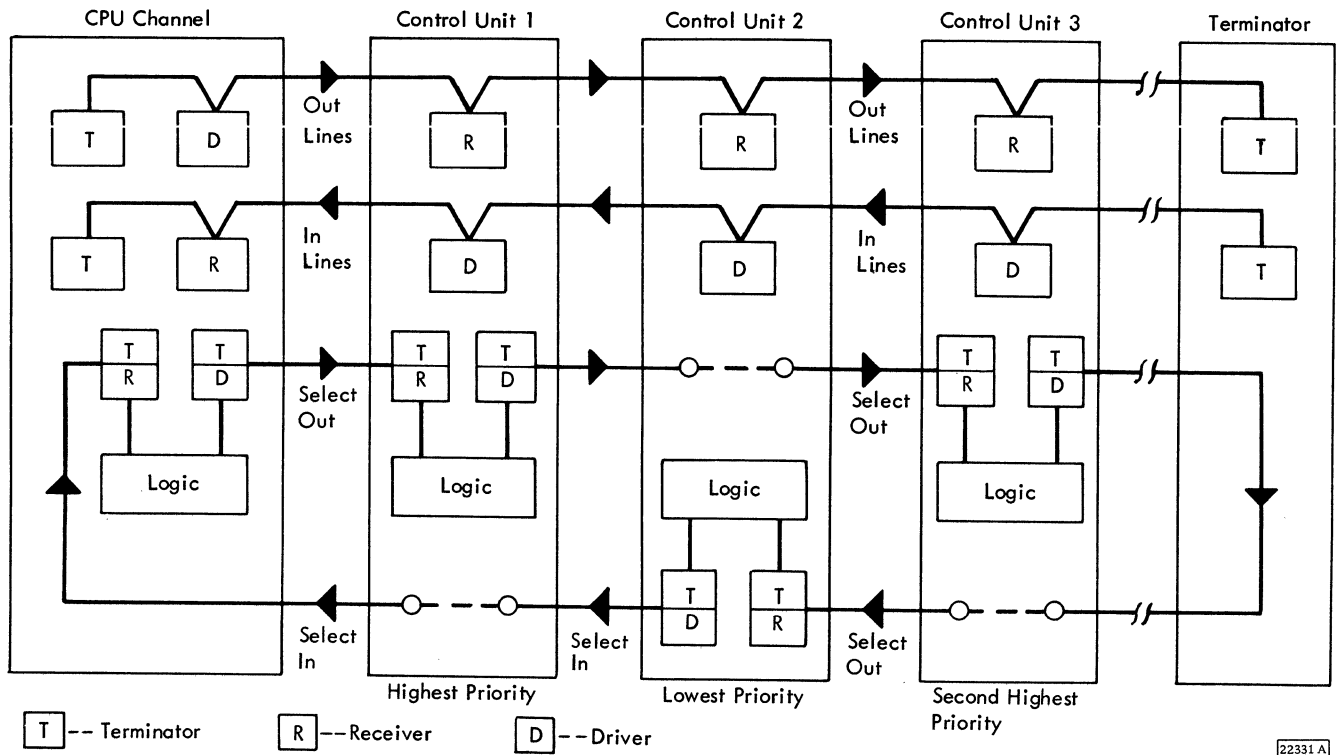 CPU Channel
Control Unit 1
Control Unit 2
Control Unit 3
Terminator
Out
Lines
Out
Lines
T
D
R
R
R
T
In
Lines
In
Lines
T
R
D
D
D
T
T
R
T
D
T
R
T
D
T
R
T
D
Select
Out
Select
Out
Logic
Logic
Logic
Logic
T
D
T
R
Select
In
Select
In
Select
Out
Highest Priority
Lowest Priority
Second Highest
Priority
T -- Terminator
R --Receiver
D --Driver
22331 A